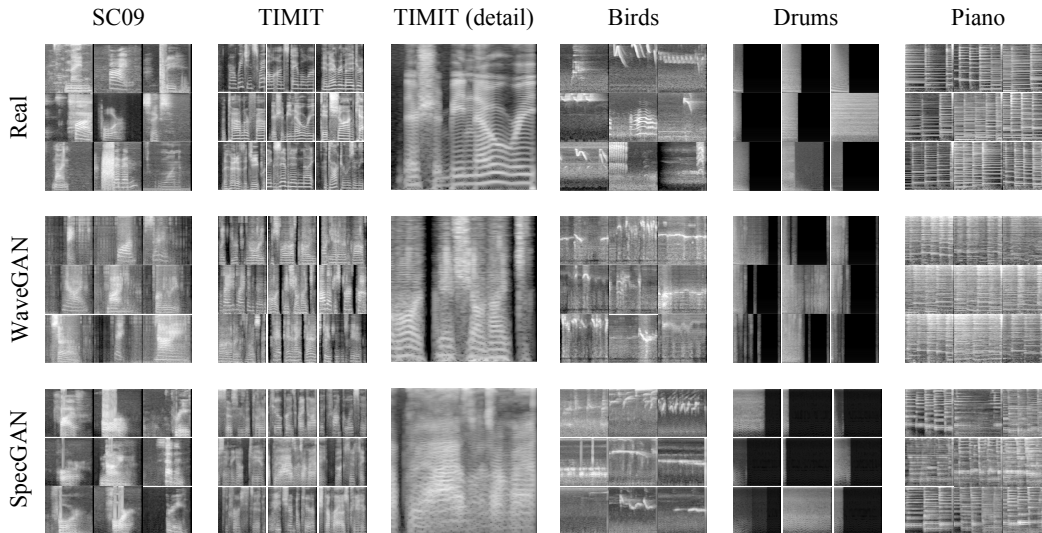 SC09 TIMIT TIMIT (detail) Birds Drums Piano
Real
WaveGAN
SpecGAN